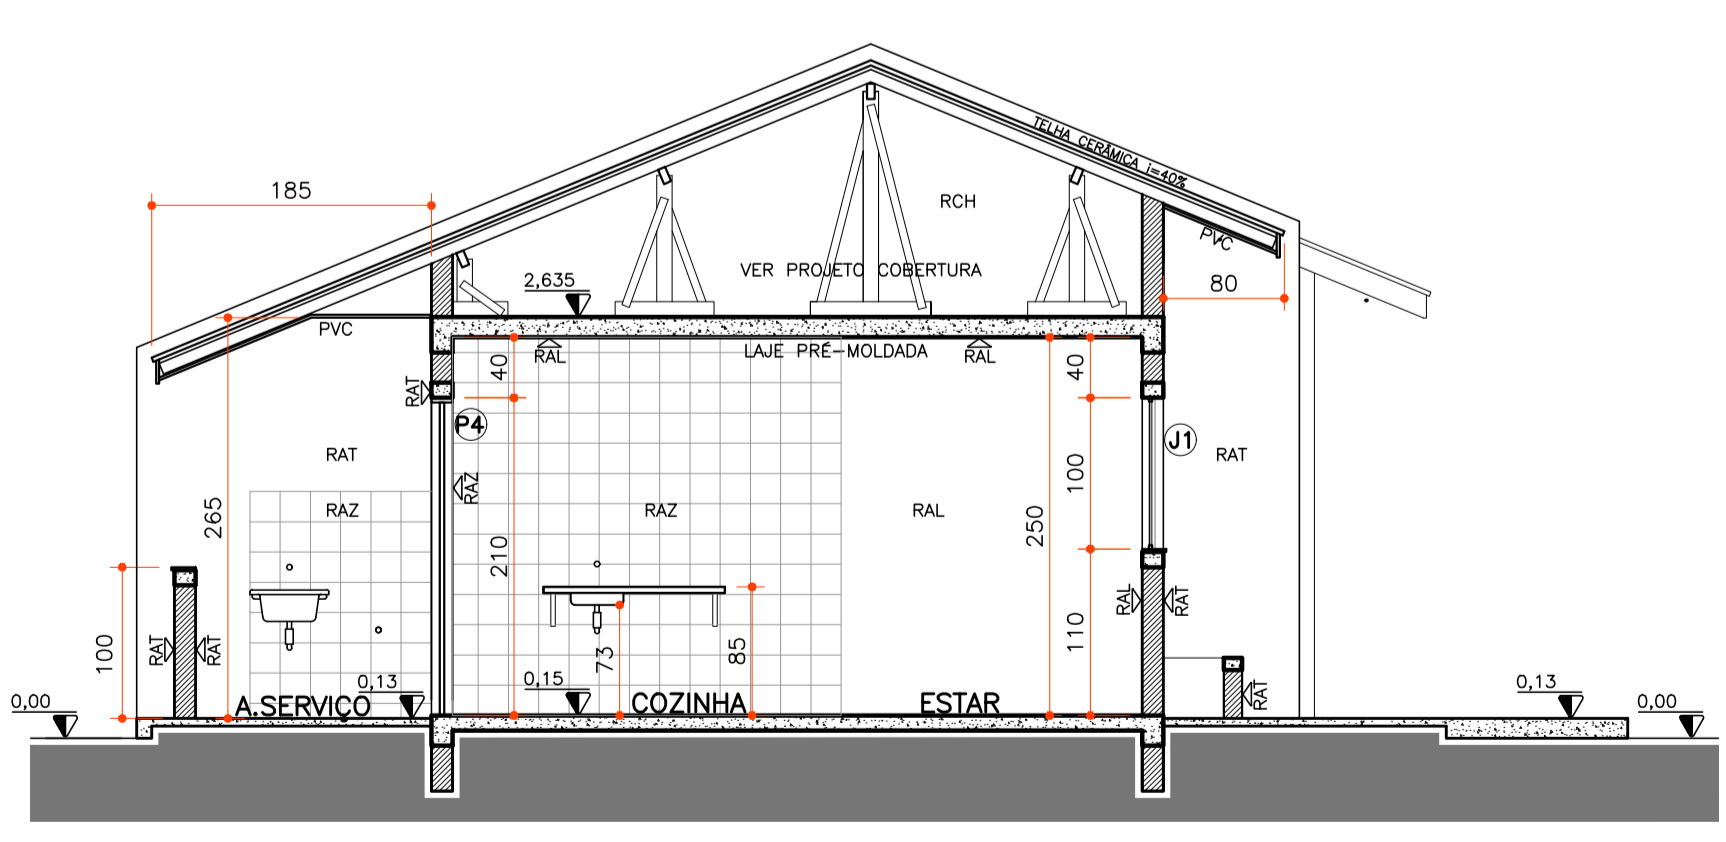 TELHA CERÂMICA i=40%
185
RCH
PVC
VER PROJETO COBERTURA
2,635
80
PVC
LAJE PRÉ-MOLDADA
RAL
RAL
40
40
RAT
P4
J1
RAT
RAT
RAZ
100
265
RAZ
RAZ
RAL
250
210
RAL
RAT
110
100
RAT
RAT
73
85
0,13
0,15
0,13
0,00
0,00
RAT
A.SERVIÇO
COZINHA
ESTAR